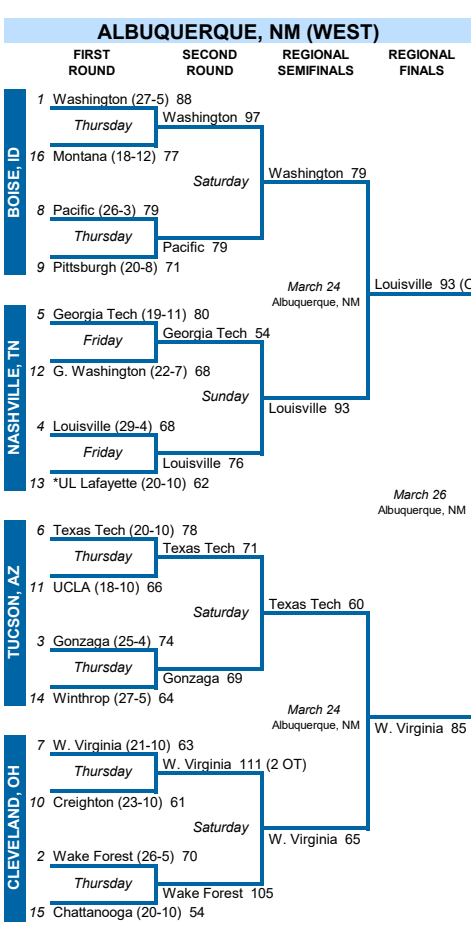 ALBUQUERQUE, NM (WEST)
FIRST ROUND
SECOND ROUND
REGIONAL SEMIFINALS
REGIONAL FINALS
BOISE, ID
1 Washington (27-5) 88
Thursday
16 Montana (18-12) 77
Washington 97
Saturday
8 Pacific (26-3) 79
Thursday
9 Pittsburgh (20-8) 71
Pacific 79
Washington 79
March 24
Albuquerque, NM
Louisville 93 (O
NASHVILLE, TN
5 Georgia Tech (19-11) 80
Friday
12 G. Washington (22-7) 68
Georgia Tech 54
Sunday
4 Louisville (29-4) 68
Friday
13 *UL Lafayette (20-10) 62
Louisville 76
Louisville 93
March 26
Albuquerque, NM
TUCSON, AZ
6 Texas Tech (20-10) 78
Thursday
11 UCLA (18-10) 66
Texas Tech 71
Saturday
3 Gonzaga (25-4) 74
Thursday
14 Winthrop (27-5) 64
Gonzaga 69
Texas Tech 60
March 24
Albuquerque, NM
W. Virginia 85
CLEVELAND, OH
7 W. Virginia (21-10) 63
Thursday
10 Creighton (23-10) 61
W. Virginia 111 (2 OT)
Saturday
2 Wake Forest (26-5) 70
Thursday
15 Chattanooga (20-10) 54
Wake Forest 105
W. Virginia 65